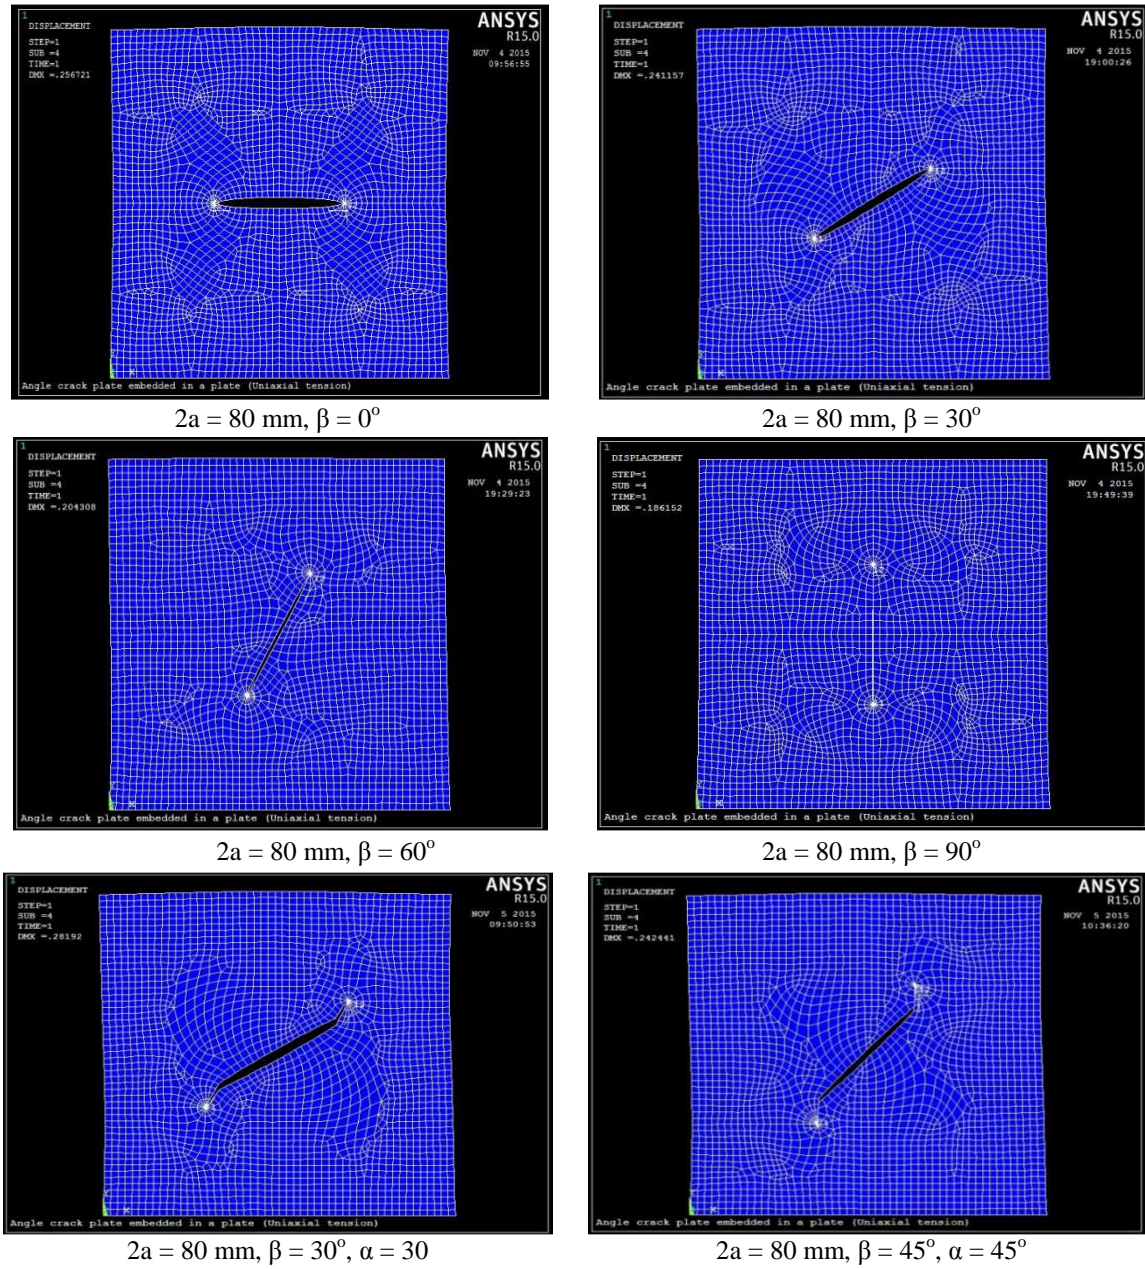 1
DISPLACEMENT
STEP=1
SUB =4
TIME=1
DMX =.256721
ANSYS
R15.0
NOV 4 2015
09:56:55
Y
X
Angle crack plate embedded in a plate (Uniaxial tension)
2a = 80 mm, β = 0°
1
DISPLACEMENT
STEP=1
SUB =4
TIME=1
DMX =.241157
ANSYS
R15.0
NOV 4 2015
19:00:26
Y
X
Angle crack plate embedded in a plate (Uniaxial tension)
2a = 80 mm, β = 30°
1
DISPLACEMENT
STEP=1
SUB =4
TIME=1
DMX =.204308
ANSYS
R15.0
NOV 4 2015
19:29:23
Y
X
Angle crack plate embedded in a plate (Uniaxial tension)
2a = 80 mm, β = 60°
1
DISPLACEMENT
STEP=1
SUB =4
TIME=1
DMX =.186152
ANSYS
R15.0
NOV 4 2015
19:49:39
Y
X
Angle crack plate embedded in a plate (Uniaxial tension)
2a = 80 mm, β = 90°
1
DISPLACEMENT
STEP=1
SUB =4
TIME=1
DMX =.28192
ANSYS
R15.0
NOV 5 2015
09:50:53
Y
X
Angle crack plate embedded in a plate (Uniaxial tension)
2a = 80 mm, β = 30°, α = 30
1
DISPLACEMENT
STEP=1
SUB =4
TIME=1
DMX =.242441
ANSYS
R15.0
NOV 5 2015
10:36:20
Y
X
Angle crack plate embedded in a plate (Uniaxial tension)
2a = 80 mm, β = 45°, α = 45°